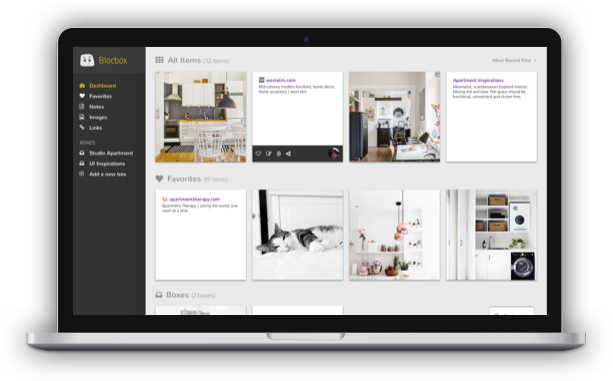 Blocbox
Dashboard
Favorites
Notes
Images
Links
BOXES
Studio Apartment
UI Inspirations
Add a new box
All Items (32 items)
Most Recent First
westelm.com
Mid century modern furniture, home decor,
home accessory | west elm
Apartment Inspirations
Minimalist, scandanavian-inspired interior.
Mixing old and new. The space should be
functional, convenient and clutter free.
Favorites (19 items)
apartmenttherapy.com
Apartment Therapy | saving the world, one
room at a time
Boxes (2 boxes)